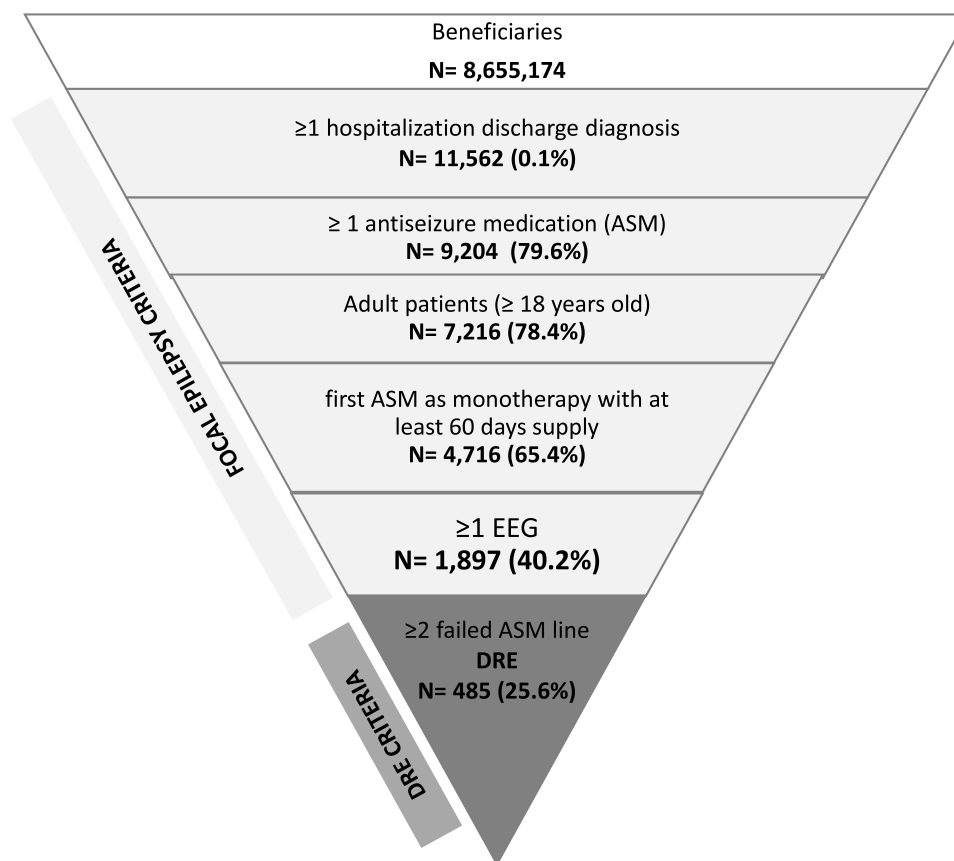 Beneficiaries
N= 8,655,174
≥1 hospitalization discharge diagnosis
N= 11,562 (0.1%)
≥ 1 antiseizure medication (ASM)
N= 9,204 (79.6%)
Adult patients (≥ 18 years old)
N= 7,216 (78.4%)
first ASM as monotherapy with at
least 60 days supply
N= 4,716 (65.4%)
≥1 EEG
N= 1,897 (40.2%)
FOCAL EPILEPSY CRITERIA
≥2 failed ASM line
DRE
N= 485 (25.6%)
DRE CRITERIA